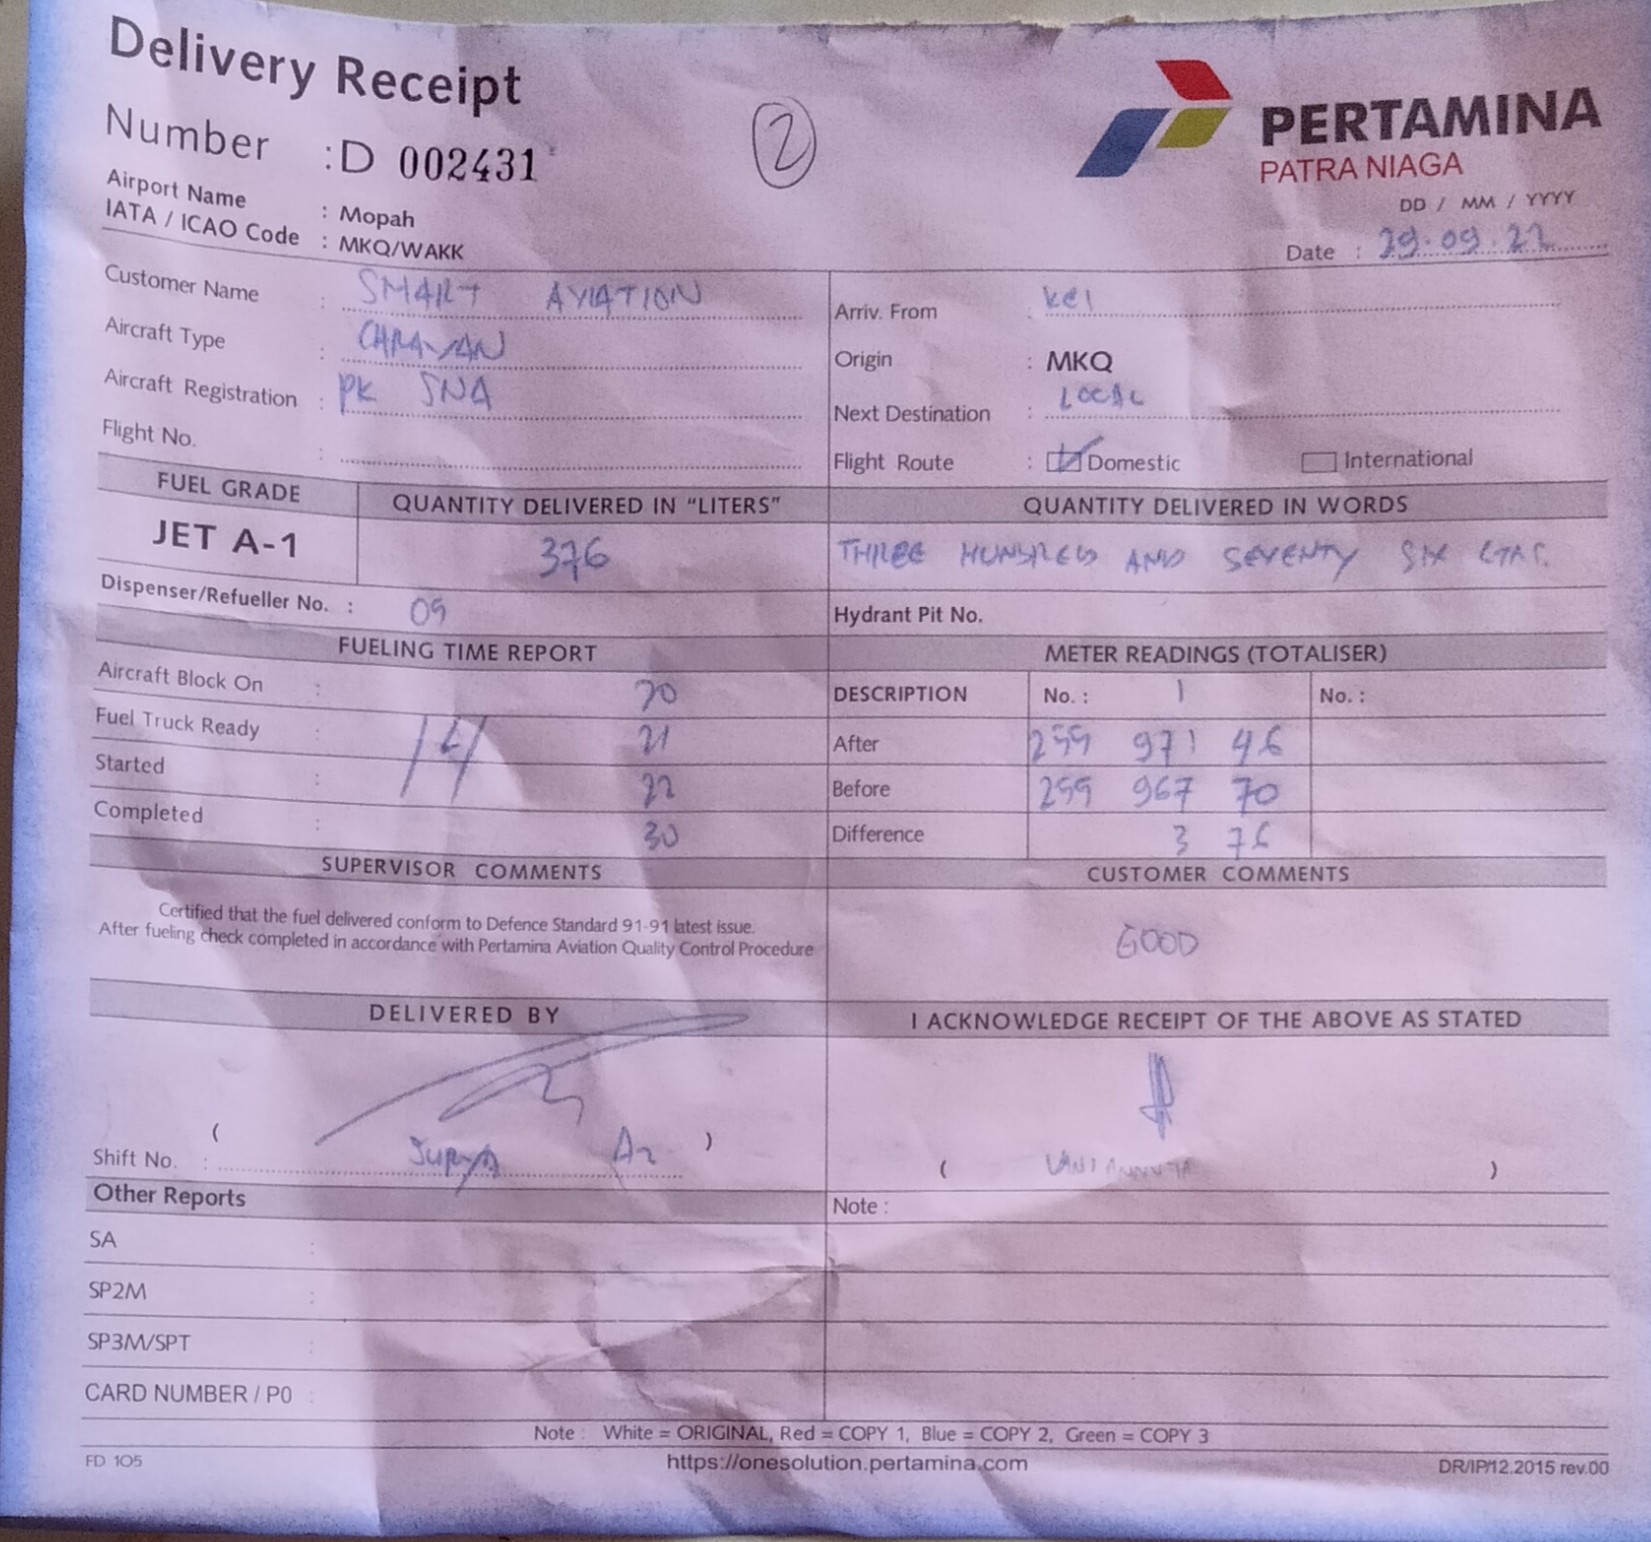 Delivery Receipt
Number : D 002431
2
PERTAMINA
PATRA NIAGA
Airport Name : Mopah
IATA / ICAO Code : MKQ/WAKK
DD / MM / YYYY
Date : 29.09.22
Customer Name : SMART AVIATION
Arriv. From : kei
Aircraft Type : CARAVAN
Origin : MKQ
Aircraft Registration : PK SNA
Next Destination : LOCAL
Flight No. :
Flight Route : Domestic International
FUEL GRADE QUANTITY DELIVERED IN “LITERS” QUANTITY DELIVERED IN WORDS
JET A-1 376 THREE HUNDRED AND SEVENTY SIX LTRS.
Dispenser/Refueller No. : 09 Hydrant Pit No.
FUELING TIME REPORT METER READINGS (TOTALISER)
Aircraft Block On : 20 DESCRIPTION No. : 1 No. :
Fuel Truck Ready : 14 21 After 259 971 46
Started : 22 Before 259 967 70
Completed : 30 Difference 3 76
SUPERVISOR COMMENTS CUSTOMER COMMENTS
Certified that the fuel delivered conform to Defence Standard 91-91 latest issue.
After fueling check completed in accordance with Pertamina Aviation Quality Control Procedure
GOOD
DELIVERED BY I ACKNOWLEDGE RECEIPT OF THE ABOVE AS STATED
( )
Shift No. : Surya ( )
Other Reports Note :
SA :
SP2M :
SP3M/SPT :
CARD NUMBER / P0 :
Note : White = ORIGINAL, Red = COPY 1, Blue = COPY 2, Green = COPY 3
FD 105 https://onesolution.pertamina.com DR/IP/12.2015 rev.00